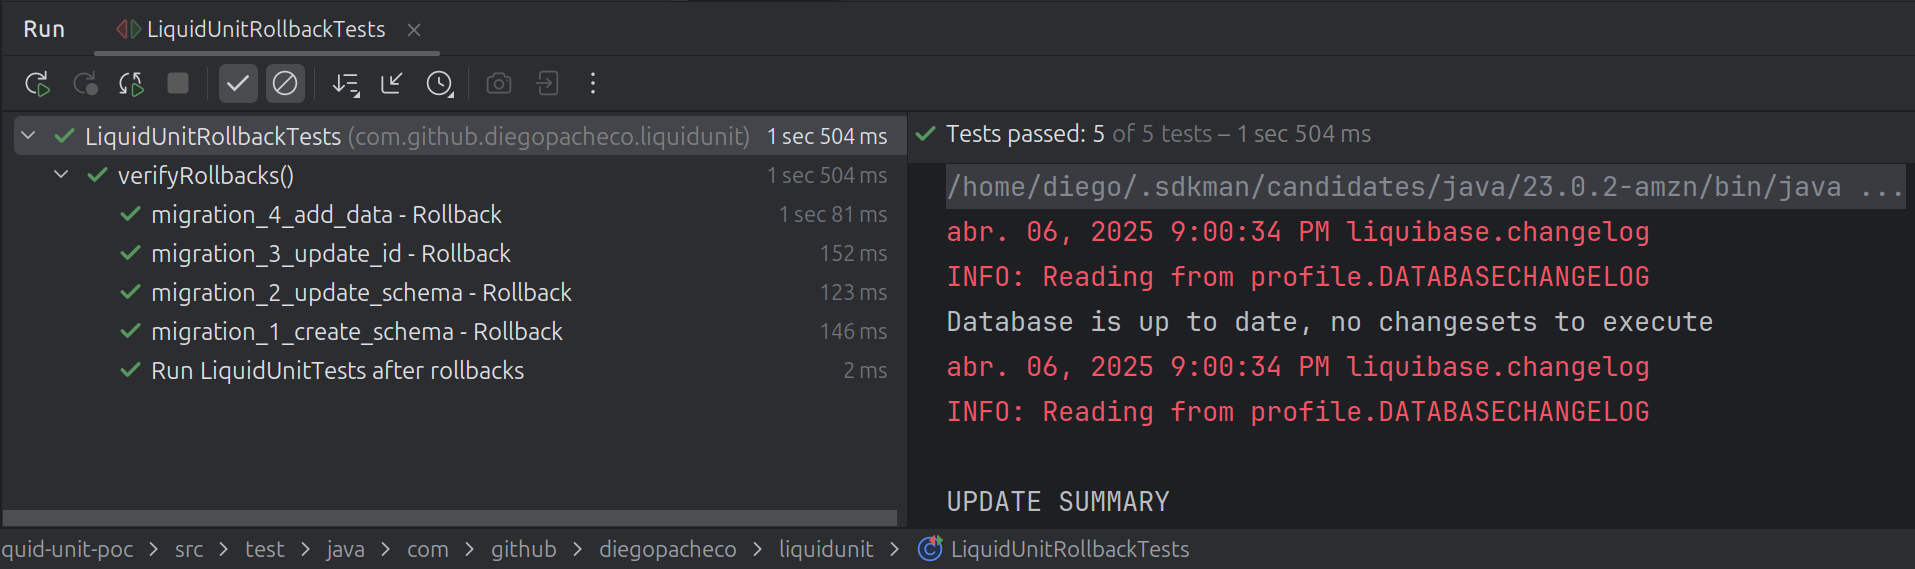 Run LiquidUnitRollbackTests
LiquidUnitRollbackTests (com.github.diegopacheco.liquidunit) 1 sec 504 ms
verifyRollbacks() 1 sec 504 ms
migration_4_add_data - Rollback 1 sec 81 ms
migration_3_update_id - Rollback 152 ms
migration_2_update_schema - Rollback 123 ms
migration_1_create_schema - Rollback 146 ms
Run LiquidUnitTests after rollbacks 2 ms
Tests passed: 5 of 5 tests – 1 sec 504 ms
/home/diego/.sdkman/candidates/java/23.0.2-amzn/bin/java ...
abr. 06, 2025 9:00:34 PM liquibase.changelog
INFO: Reading from profile.DATABASECHANGELOG
Database is up to date, no changesets to execute
abr. 06, 2025 9:00:34 PM liquibase.changelog
INFO: Reading from profile.DATABASECHANGELOG
UPDATE SUMMARY
quid-unit-poc > src > test > java > com > github > diegopacheco > liquidunit > LiquidUnitRollbackTests